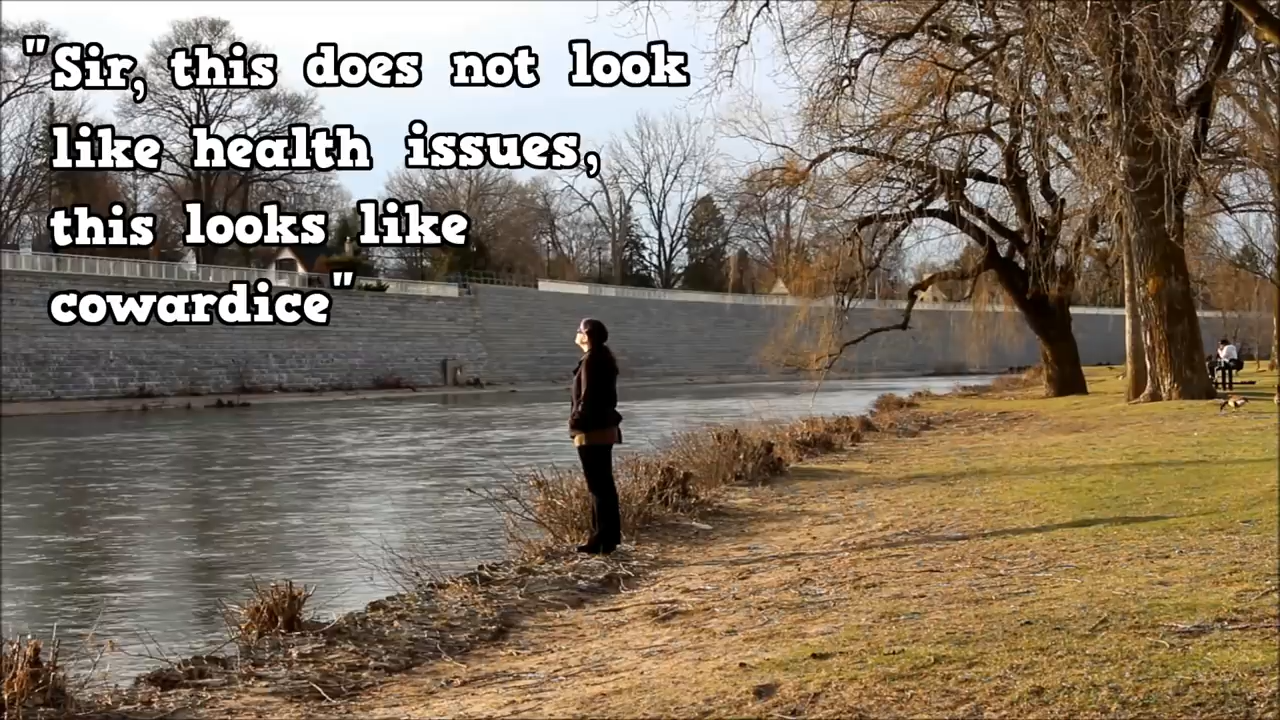 "Sir, this does not look
like health issues,
this looks like
cowardice"